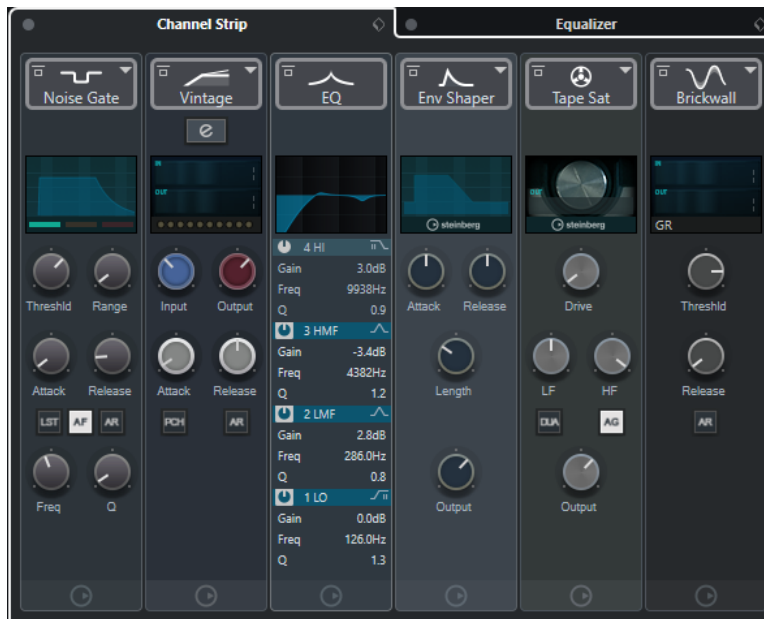 Channel Strip
Equalizer
Noise Gate
Vintage
EQ
Env Shaper
Tape Sat
Brickwall
e
IN
OUT
steinberg
OUT
steinberg
IN
OUT
GR
Threshld Range
Attack Release
LST AF AR
Freq Q
Input Output
Attack Release
PCH AR
4 HI
Gain 3.0dB
Freq 9938Hz
Q 0.9
3 HMF
Gain -3.4dB
Freq 4382Hz
Q 1.2
2 LMF
Gain 2.8dB
Freq 286.0Hz
Q 0.8
1 LO
Gain 0.0dB
Freq 126.0Hz
Q 1.3
Attack Release
Length
Output
Drive
LF HF
DUA AG
Output
Threshld
Release
AR